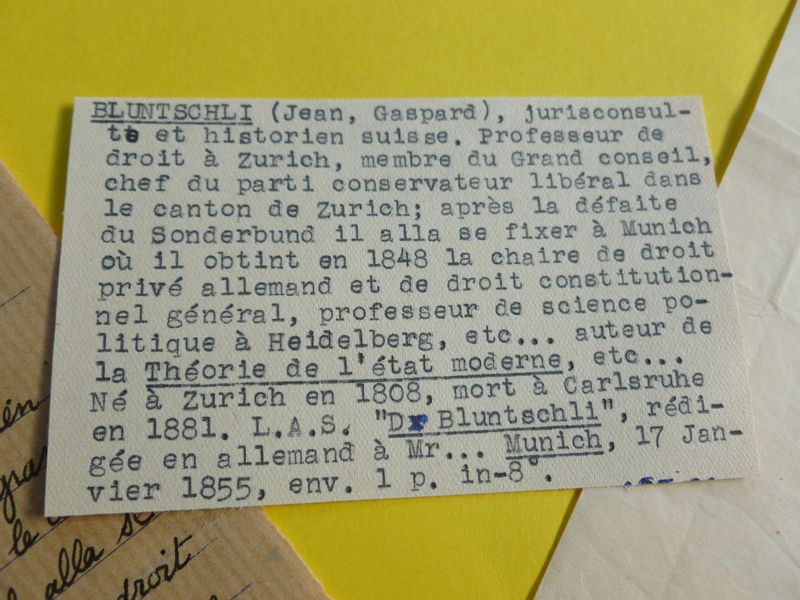 BLUNTSCHLI (Jean, Gaspard), jurisconsul-
te et historien suisse. Professeur de
droit à Zurich, membre du Grand conseil,
chef du parti conservateur libéral dans
le canton de Zurich; après la défaite
du Sonderbund il alla se fixer à Munich
où il obtint en 1848 la chaire de droit
privé allemand et de droit constitution-
nel général, professeur de science po-
litique à Heidelberg, etc... auteur de
la Théorie de l'état moderne, etc...
Né à Zurich en 1808, mort à Carlsruhe
en 1881. L.A.S. "Dr Bluntschli", rédi-
gée en allemand à Mr... Munich, 17 Jan-
vier 1855, env. 1 p. in-8°.
le
alla se
droit